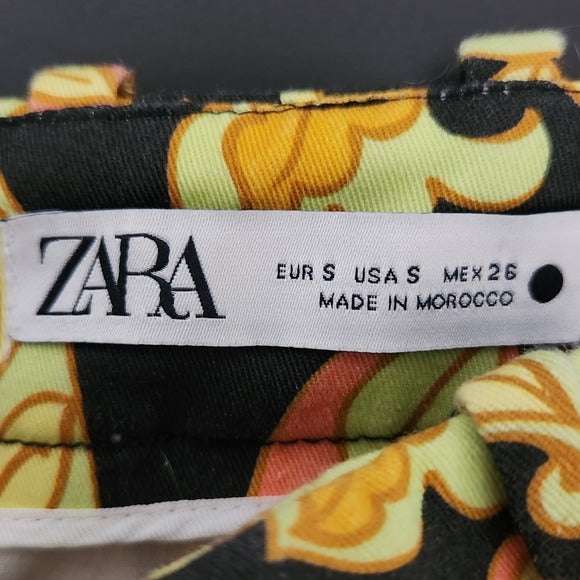 ZARA
EUR S USA S MEX 26
MADE IN MOROCCO